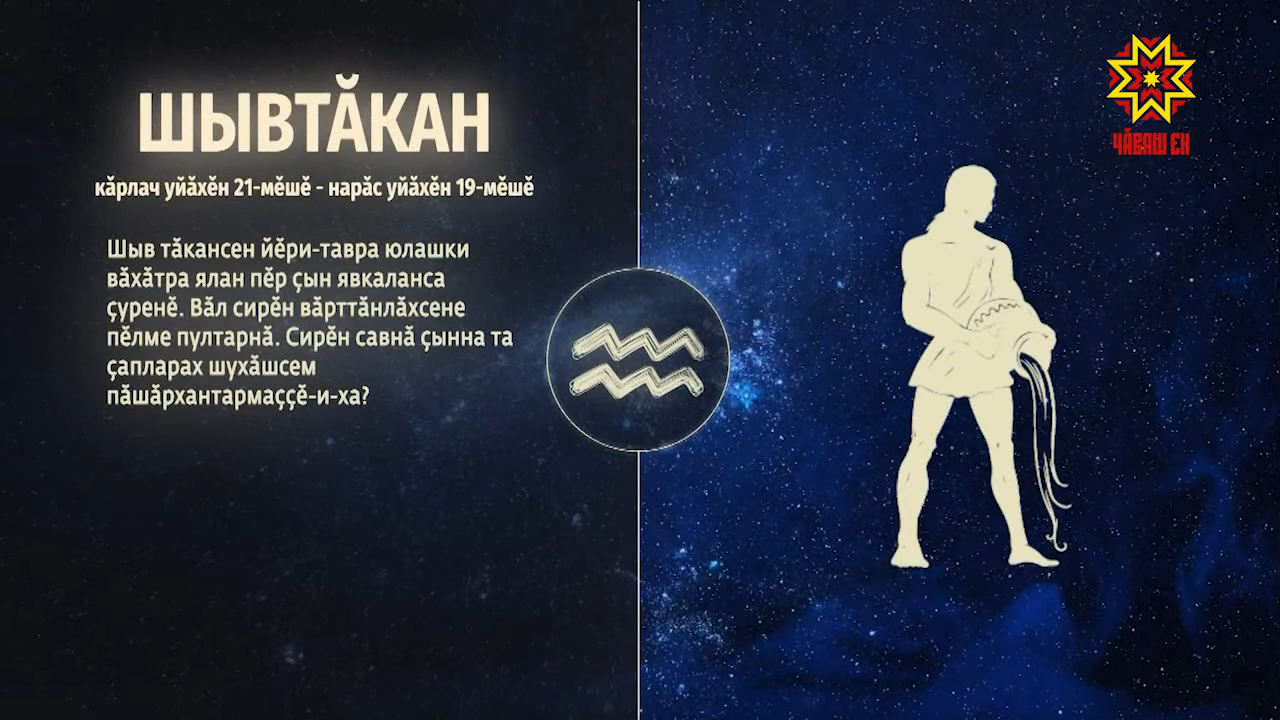 ШЫВТӐКАН
кӑрлач уйӑхӗн 21-мӗшӗ - нарӑс уйӑхӗн 19-мӗшӗ
Шыв тӑкансен йӗри-тавра юлашки
вӑхӑтра ялан пӗр ҫын явкаланса
ҫуренӗ. Вӑл сирӗн вӑрттӑнлӑхсене
пӗлме пултарнӑ. Сирӗн савнӑ ҫынна та
ҫапларах шухӑшсем
пӑшӑрхантармаҫҫӗ-и-ха?
ЧӐВАШ ЕН